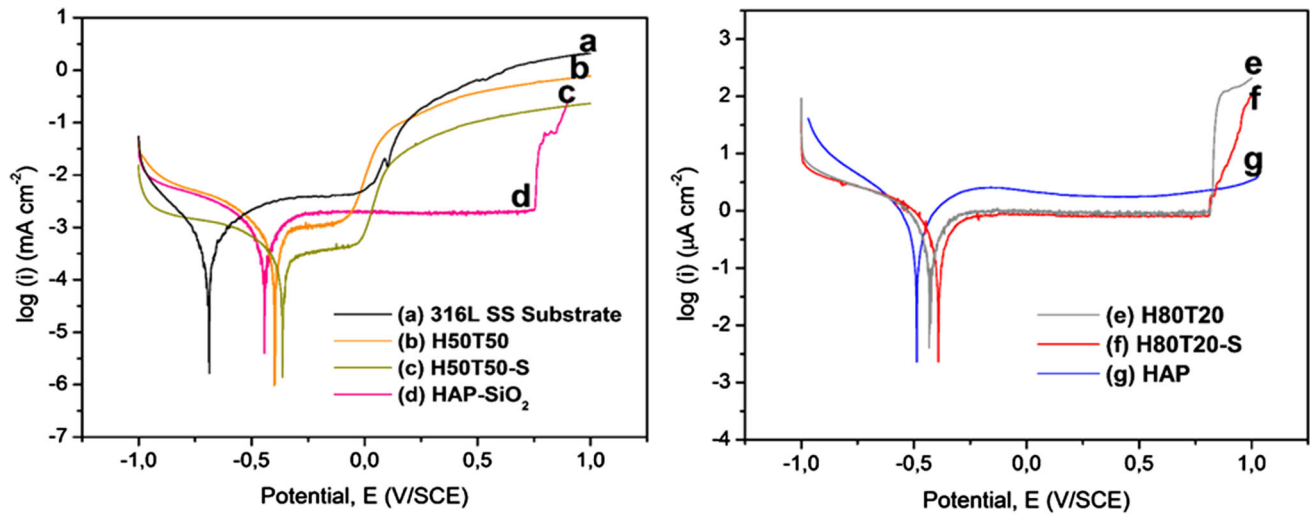 1
0
-1
-2
-3
-4
-5
-6
-7
log (i) (mA cm-2)
a
b
c
d
(a) 316L SS Substrate
(b) H50T50
(c) H50T50-S
(d) HAP-SiO2
-1,0 -0,5 0,0 0,5 1,0
Potential, E (V/SCE)
3
2
1
0
-1
-2
-3
-4
log (i) (µA cm-2)
e
f
g
(e) H80T20
(f) H80T20-S
(g) HAP
-1,0 -0,5 0,0 0,5 1,0
Potential, E (V/SCE)